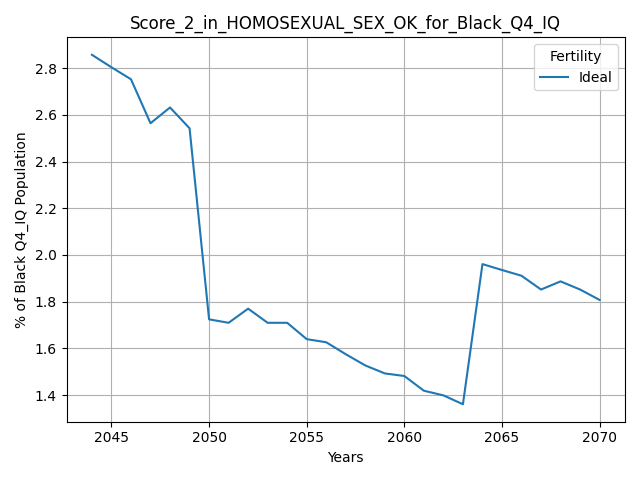 Score_2_in_HOMOSEXUAL_SEX_OK_for_Black_Q4_IQ
Fertility
Ideal
% of Black Q4_IQ Population
2.8
2.6
2.4
2.2
2.0
1.8
1.6
1.4
2045 2050 2055 2060 2065 2070
Years